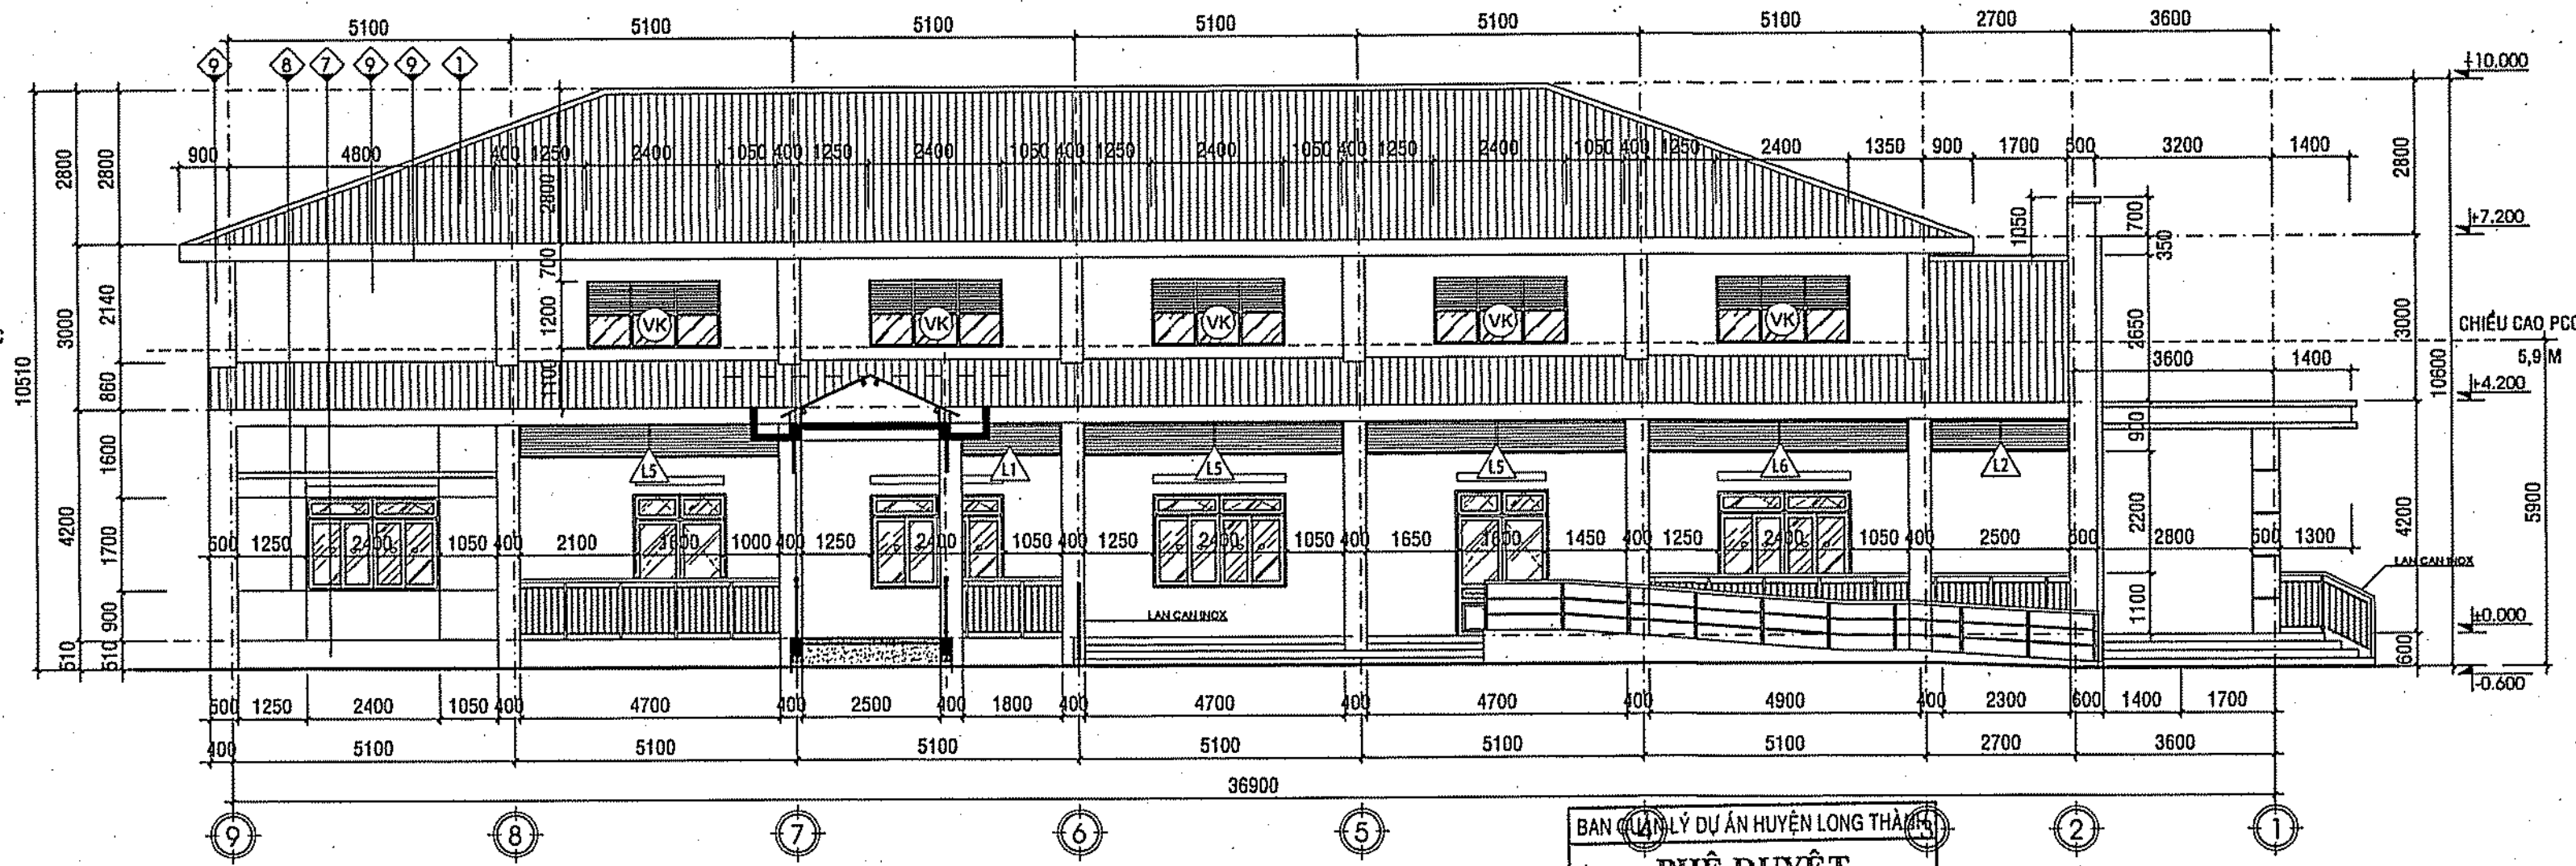 5100 5100 5100 5100 5100 5100 2700 3600
9 8 7 9 9 1
+10,000
900 4800 400 1250 2400 1050 400 1250 2400 1050 400 1250 2400 1050 400 1250 2400 1050 400 1250 2400 1350 900 1700 500 3200 1400
2800 2800 2800 2800
1050 700 350
+7.200
10510 3000 2140 860
700 1200 1100
VK VK VK VK VK
2650 3000 10600
CHIỀU CAO PCC
5,9 M
3600 1400
+4.200
L5 L1 L5 L5 L6 L2
4200 1600 1700 900
900 2200 1100 4200 5900
500 1250 2400 1050 400 2100 1600 1000 400 1250 2400 1050 400 1250 2400 1050 400 1650 1600 1450 400 1250 2400 1050 400 2500 600 2800 500 1300
LAN CAN INOX
LAN CAN INOX
±0,000
510 510 600
-0.600
500 1250 2400 1050 400 4700 400 2500 400 1800 400 4700 400 4700 400 4900 400 2300 600 1400 1700
400 5100 5100 5100 5100 5100 5100 2700 3600
36900
9 8 7 6 5 4 3 2 1
BAN QUẢN LÝ DỰ ÁN HUYỆN LONG THÀNH
PHÊ DUYỆT